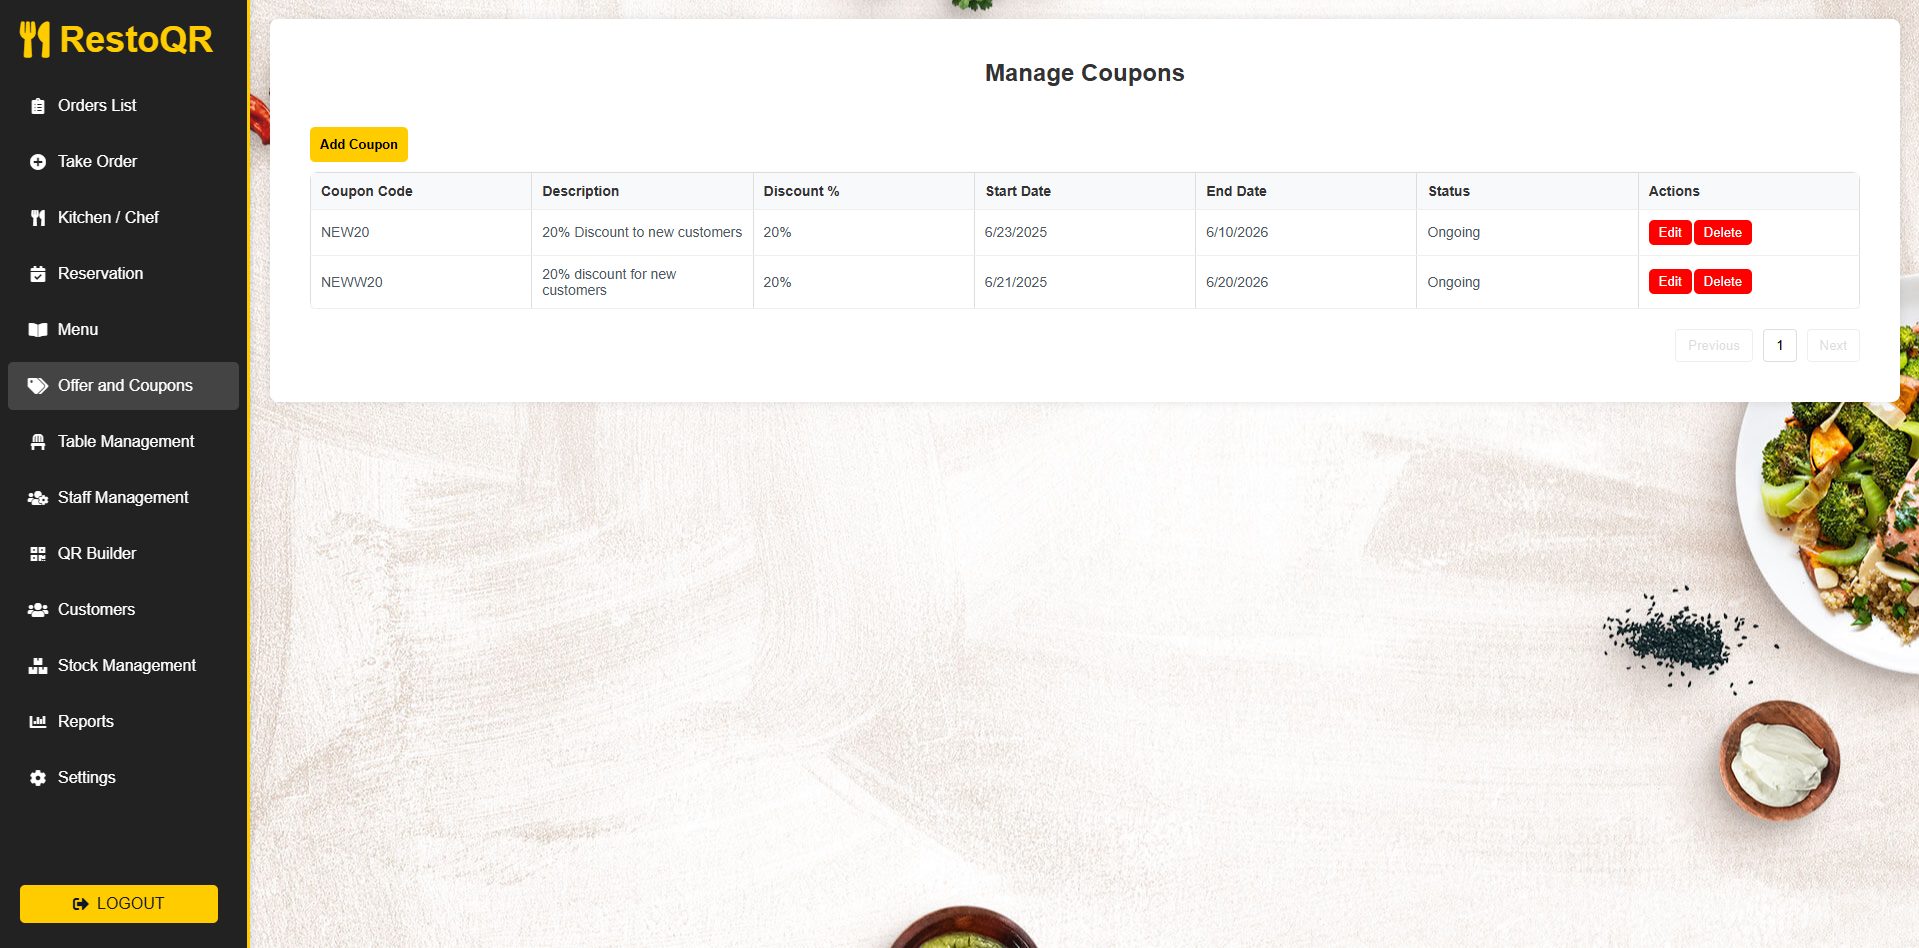 RestoQR
Orders List
Take Order
Kitchen / Chef
Reservation
Menu
Offer and Coupons
Table Management
Staff Management
QR Builder
Customers
Stock Management
Reports
Settings
LOGOUT
Manage Coupons
Add Coupon
Coupon Code Description Discount % Start Date End Date Status Actions
NEW20 20% Discount to new customers 20% 6/23/2025 6/10/2026 Ongoing Edit Delete
NEWW20 20% discount for new customers 20% 6/21/2025 6/20/2026 Ongoing Edit Delete
Previous 1 Next